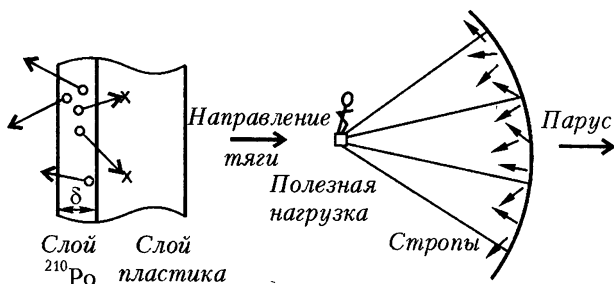 Направление
тяги
Парус
Полезная
нагрузка
δ
Стропы
Слой
²¹⁰Po
Слой
пластика